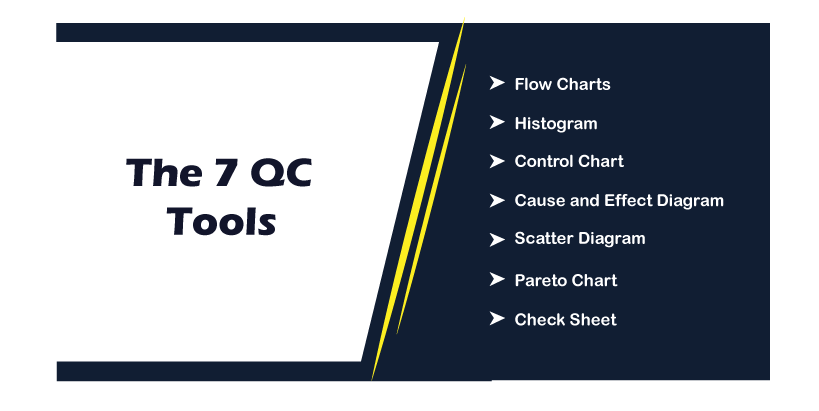 The 7 QC
Tools
Flow Charts
Histogram
Control Chart
Cause and Effect Diagram
Scatter Diagram
Pareto Chart
Check Sheet